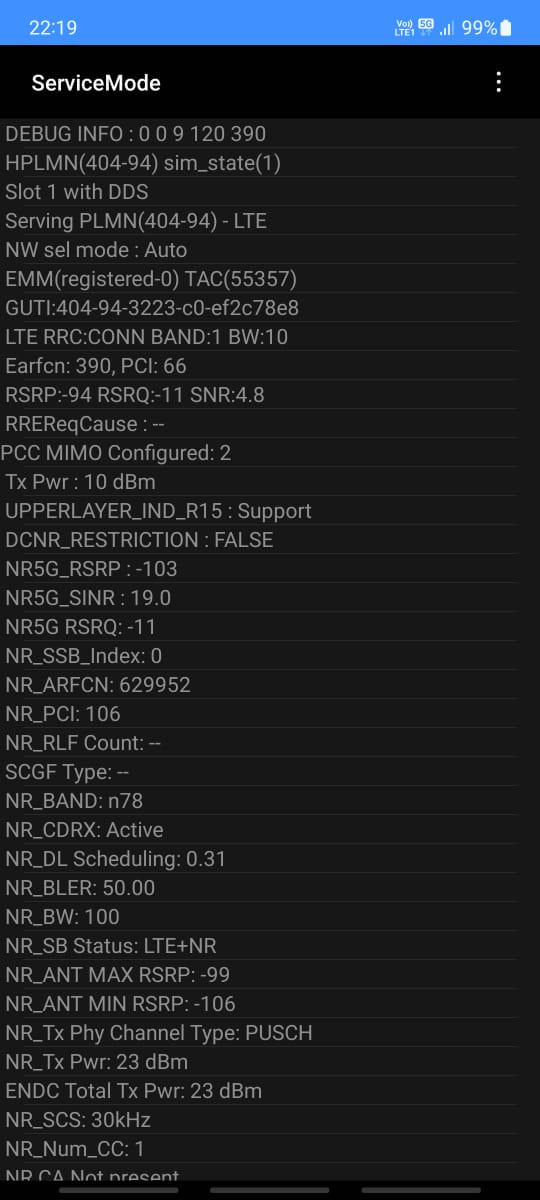 22:19
Vo)) LTE1 5G 99%
ServiceMode
DEBUG INFO : 0 0 9 120 390
HPLMN(404-94) sim_state(1)
Slot 1 with DDS
Serving PLMN(404-94) - LTE
NW sel mode : Auto
EMM(registered-0) TAC(55357)
GUTI:404-94-3223-c0-ef2c78e8
LTE RRC:CONN BAND:1 BW:10
Earfcn: 390, PCI: 66
RSRP:-94 RSRQ:-11 SNR:4.8
RREReqCause : --
PCC MIMO Configured: 2
Tx Pwr : 10 dBm
UPPERLAYER_IND_R15 : Support
DCNR_RESTRICTION : FALSE
NR5G_RSRP : -103
NR5G_SINR : 19.0
NR5G RSRQ: -11
NR_SSB_Index: 0
NR_ARFCN: 629952
NR_PCI: 106
NR_RLF Count: --
SCGF Type: --
NR_BAND: n78
NR_CDRX: Active
NR_DL Scheduling: 0.31
NR_BLER: 50.00
NR_BW: 100
NR_SB Status: LTE+NR
NR_ANT MAX RSRP: -99
NR_ANT MIN RSRP: -106
NR_Tx Phy Channel Type: PUSCH
NR_Tx Pwr: 23 dBm
ENDC Total Tx Pwr: 23 dBm
NR_SCS: 30kHz
NR_Num_CC: 1
NR CA Not present